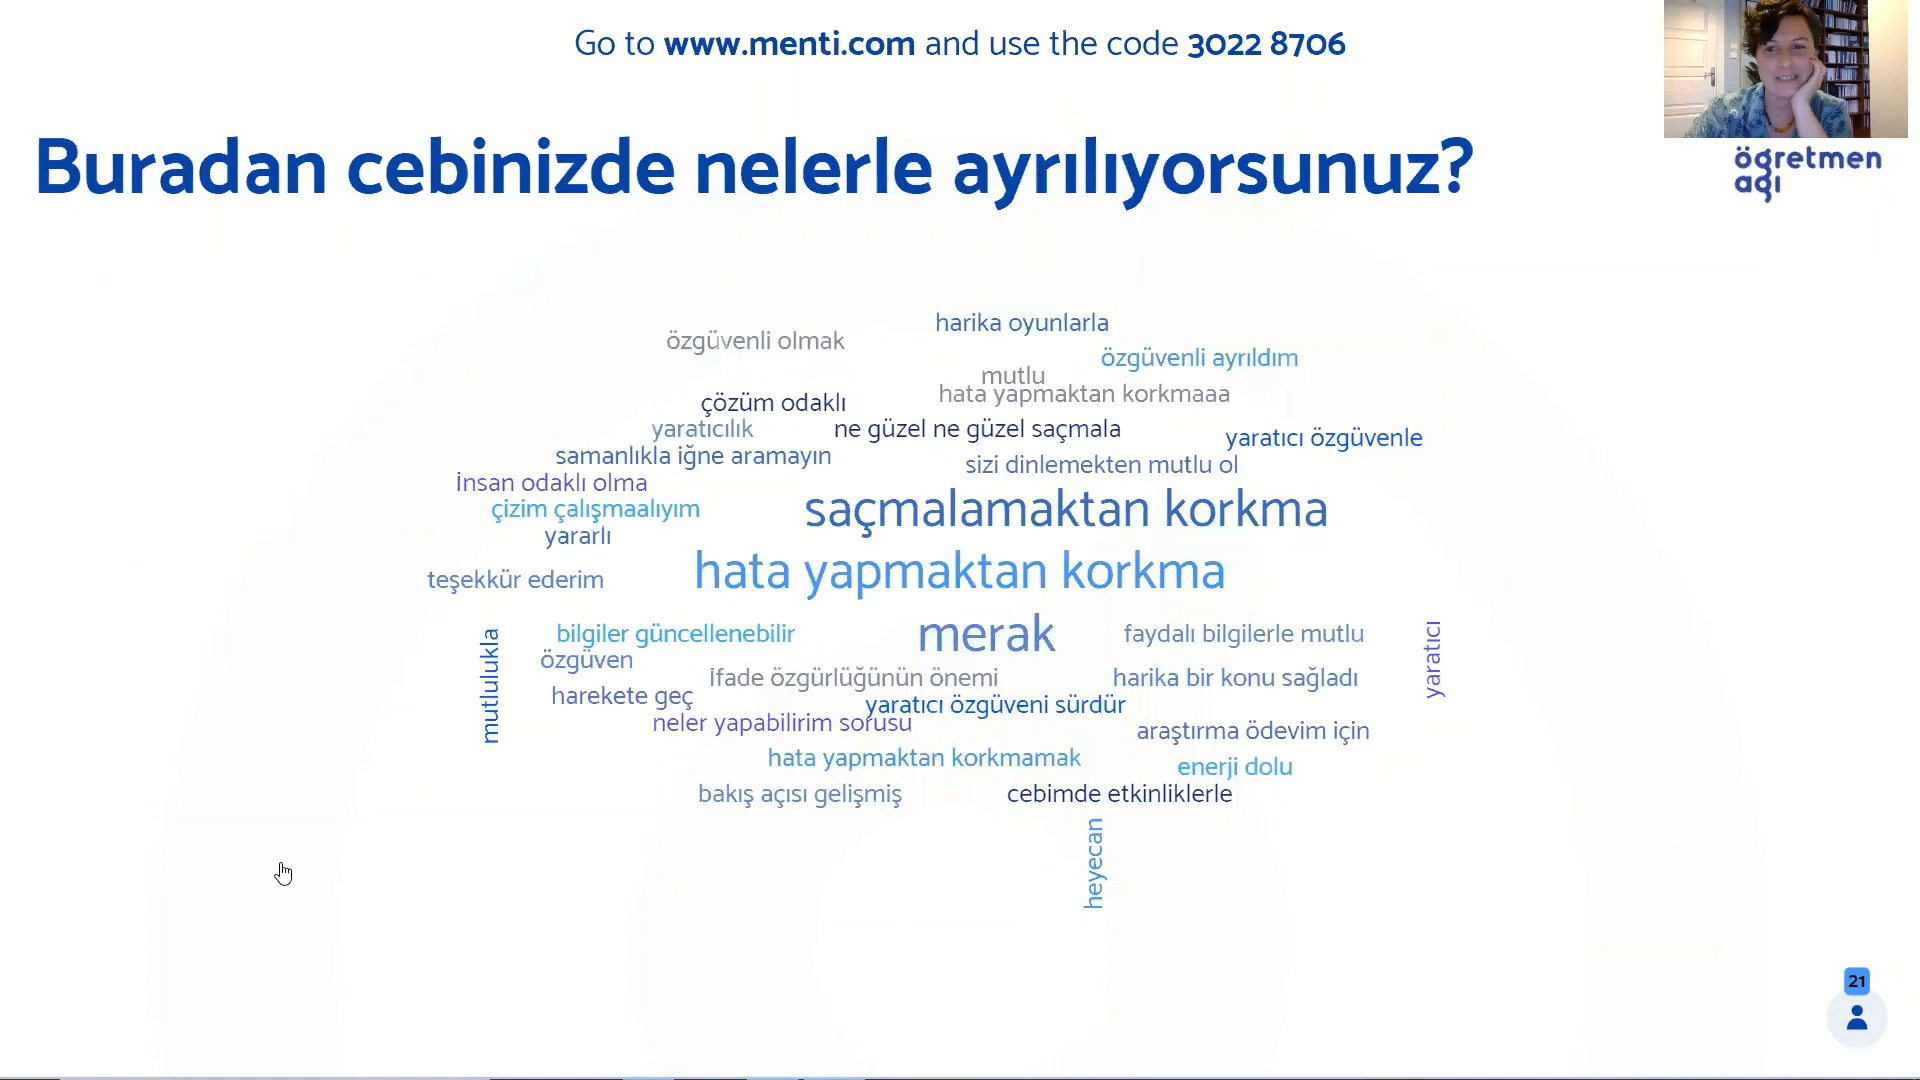 Go to www.menti.com and use the code 3022 8706
Buradan cebinizde nelerle ayrılıyorsunuz?
öğretmen
ağı
harika oyunlarla
özgüvenli olmak
özgüvenli ayrıldım
mutlu
hata yapmaktan korkmaaa
çözüm odaklı
yaratıcılık
ne güzel ne güzel saçmala
yaratıcı özgüvenle
samanlıkla iğne aramayın
sizi dinlemekten mutlu ol
İnsan odaklı olma
çizim çalışmaalıyım
saçmalamaktan korkma
yararlı
hata yapmaktan korkma
teşekkür ederim
mutlulukla
bilgiler güncellenebilir
merak
faydalı bilgilerle mutlu
yaratıcı
özgüven
İfade özgürlüğünün önemi
harika bir konu sağladı
harekete geç
yaratıcı özgüveni sürdür
neler yapabilirim sorusu
araştırma ödevim için
hata yapmaktan korkmamak
enerji dolu
bakış açısı gelişmiş
cebimde etkinliklerle
heyecan
21